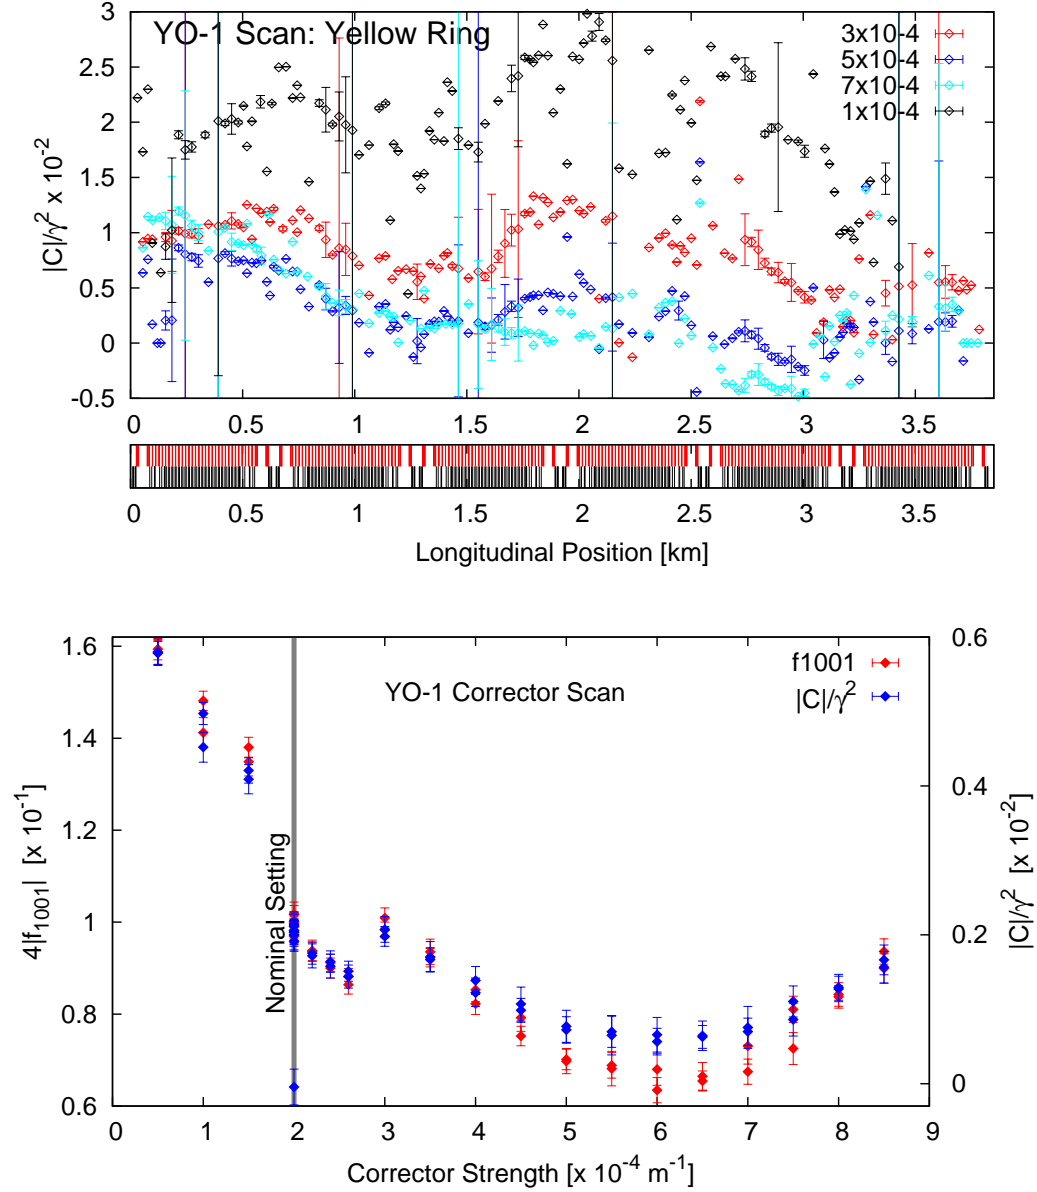 YO-1 Scan: Yellow Ring
3x10-4
5x10-4
7x10-4
1x10-4
|C|/γ² x 10⁻²
3
2.5
2
1.5
1
0.5
0
-0.5
0 0.5 1 1.5 2 2.5 3 3.5
0 0.5 1 1.5 2 2.5 3 3.5
Longitudinal Position [km]
YO-1 Corrector Scan
f1001
|C|/γ²
Nominal Setting
4|f₁₀₀₁| [x 10⁻¹]
1.6
1.4
1.2
1
0.8
0.6
0.6
0.4
0.2
0
|C|/γ² [x 10⁻²]
0 1 2 3 4 5 6 7 8 9
Corrector Strength [x 10⁻⁴ m⁻¹]